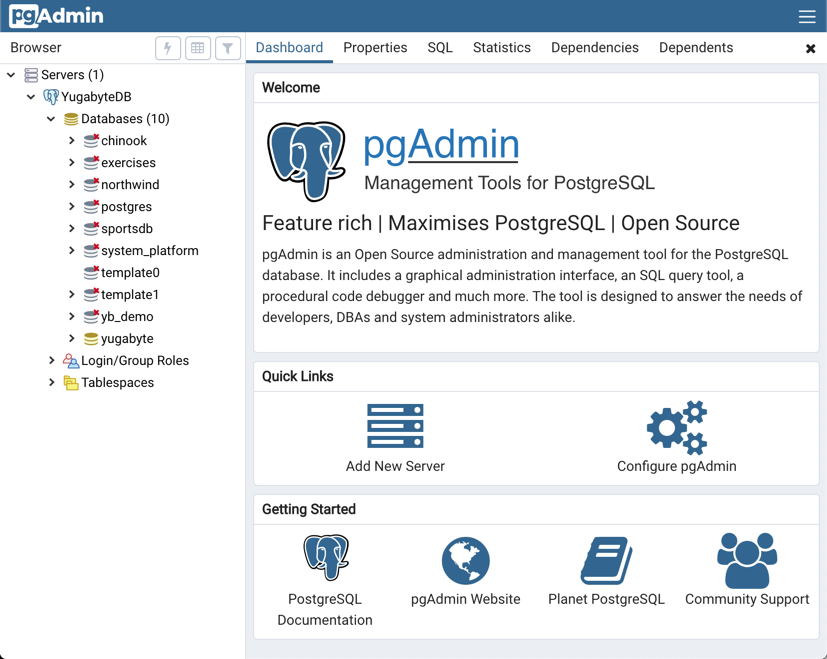 pgAdmin
Browser
Dashboard Properties SQL Statistics Dependencies Dependents
Servers (1)
YugabyteDB
Databases (10)
chinook
exercises
northwind
postgres
sportsdb
system_platform
template0
template1
yb_demo
yugabyte
Login/Group Roles
Tablespaces
Welcome
pgAdmin
Management Tools for PostgreSQL
Feature rich | Maximises PostgreSQL | Open Source
pgAdmin is an Open Source administration and management tool for the PostgreSQL
database. It includes a graphical administration interface, an SQL query tool, a
procedural code debugger and much more. The tool is designed to answer the needs of
developers, DBAs and system administrators alike.
Quick Links
Add New Server
Configure pgAdmin
Getting Started
PostgreSQL
Documentation
pgAdmin Website
Planet PostgreSQL
Community Support